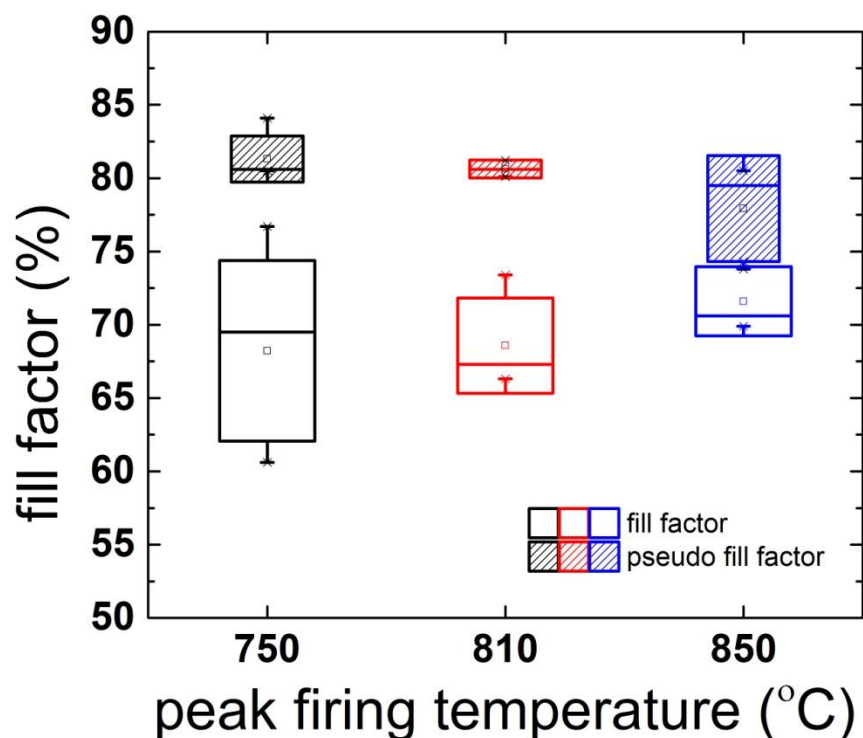 90
85
80
75
70
65
60
55
50
fill factor (%)
fill factor
pseudo fill factor
750 810 850
peak firing temperature (°C)